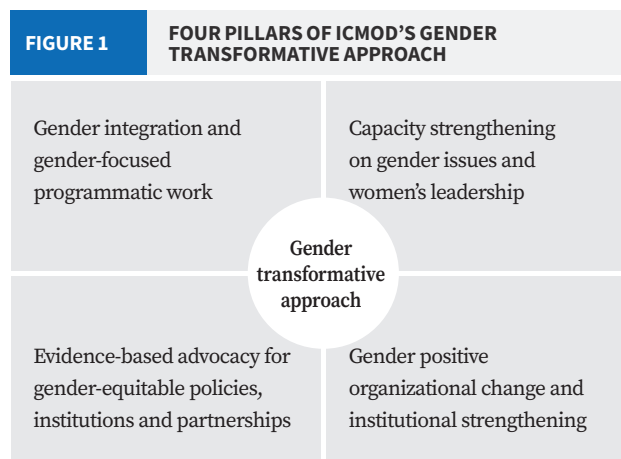 FIGURE 1
FOUR PILLARS OF ICMOD’S GENDER
TRANSFORMATIVE APPROACH
Gender integration and
gender-focused
programmatic work
Capacity strengthening
on gender issues and
women’s leadership
Gender
transformative
approach
Evidence-based advocacy for
gender-equitable policies,
institutions and partnerships
Gender positive
organizational change and
institutional strengthening